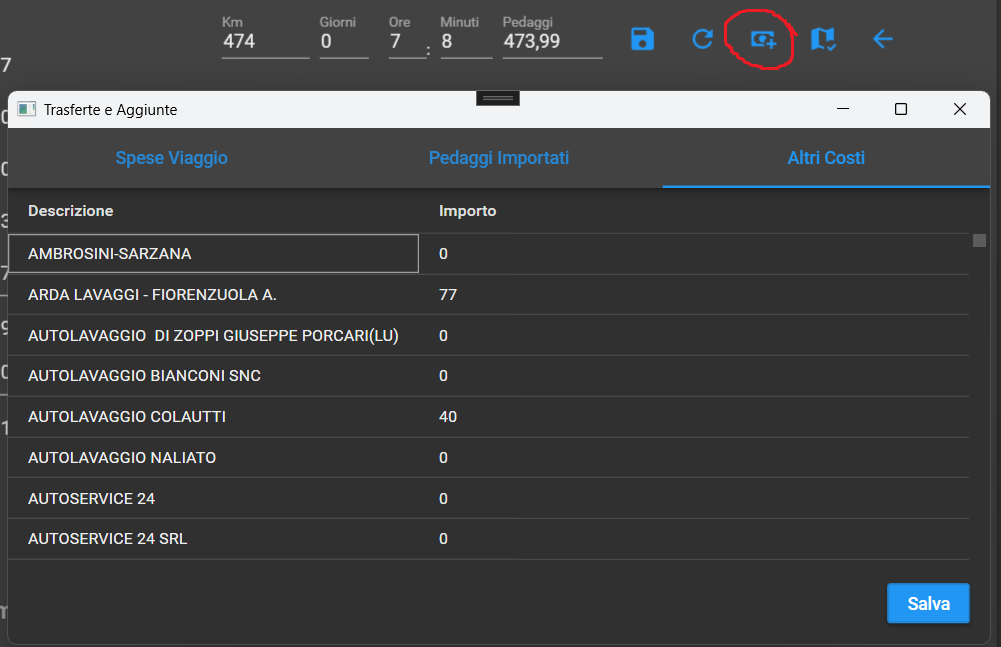 Km Giorni Ore Minuti Pedaggi
474 0 7 : 8 473,99
Trasferte e Aggiunte
Spese Viaggio Pedaggi Importati Altri Costi
Descrizione Importo
AMBROSINI-SARZANA 0
ARDA LAVAGGI - FIORENZUOLA A. 77
AUTOLAVAGGIO  DI ZOPPI GIUSEPPE PORCARI(LU) 0
AUTOLAVAGGIO BIANCONI SNC 0
AUTOLAVAGGIO COLAUTTI 40
AUTOLAVAGGIO NALIATO 0
AUTOSERVICE 24 0
AUTOSERVICE 24 SRL 0
Salva